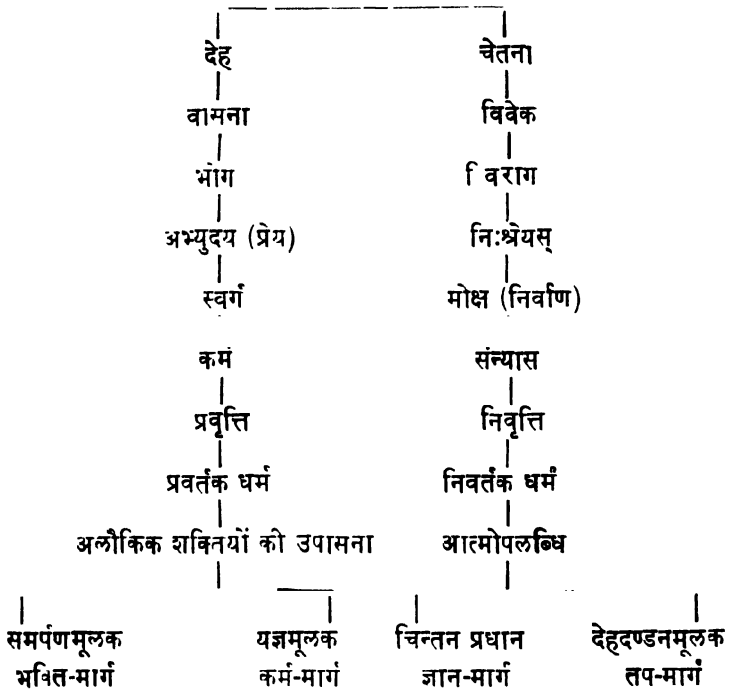 देह चेतना
वासना विवेक
भोग विराग
अभ्युदय (प्रेय) निःश्रेयस्
स्वर्ग मोक्ष (निर्वाण)
कर्म संन्यास
प्रवृत्ति निवृत्ति
प्रवर्तक धर्म निवर्तक धर्म
अलौकिक शक्तियों की उपासना आत्मोपलब्धि
समर्पणमूलक यज्ञमूलक चिन्तन प्रधान देहदण्डनमूलक
भक्ति-मार्ग कर्म-मार्ग ज्ञान-मार्ग तप-मार्ग